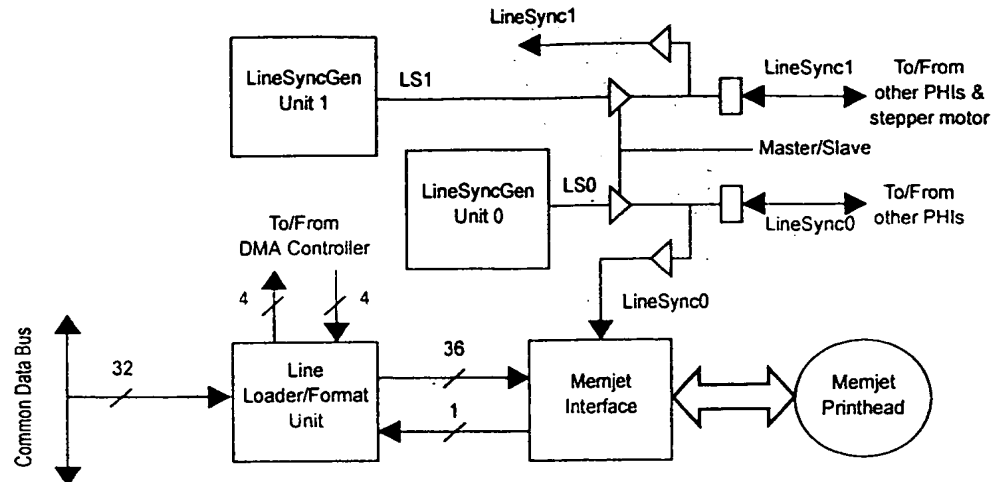 LineSync1
LineSyncGen
Unit 1
LS1
LineSync1
To/From
other PHIs &
stepper motor
Master/Slave
LineSyncGen
Unit 0
LS0
To/From
other PHIs
LineSync0
To/From
DMA Controller
4
4
LineSync0
Common Data Bus
32
Line
Loader/Format
Unit
36
1
Memjet
Interface
Memjet
Printhead